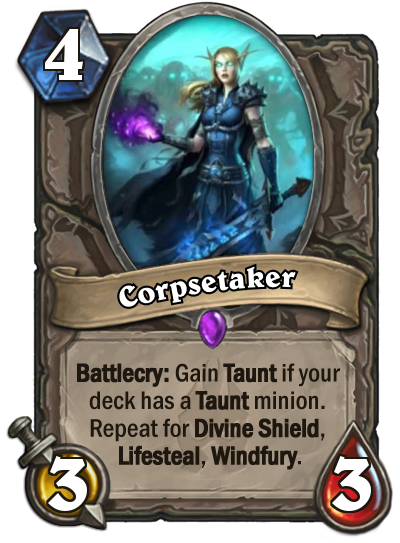 4
Corpsetaker
Battlecry: Gain Taunt if your
deck has a Taunt minion.
Repeat for Divine Shield,
Lifesteal, Windfury.
3
3